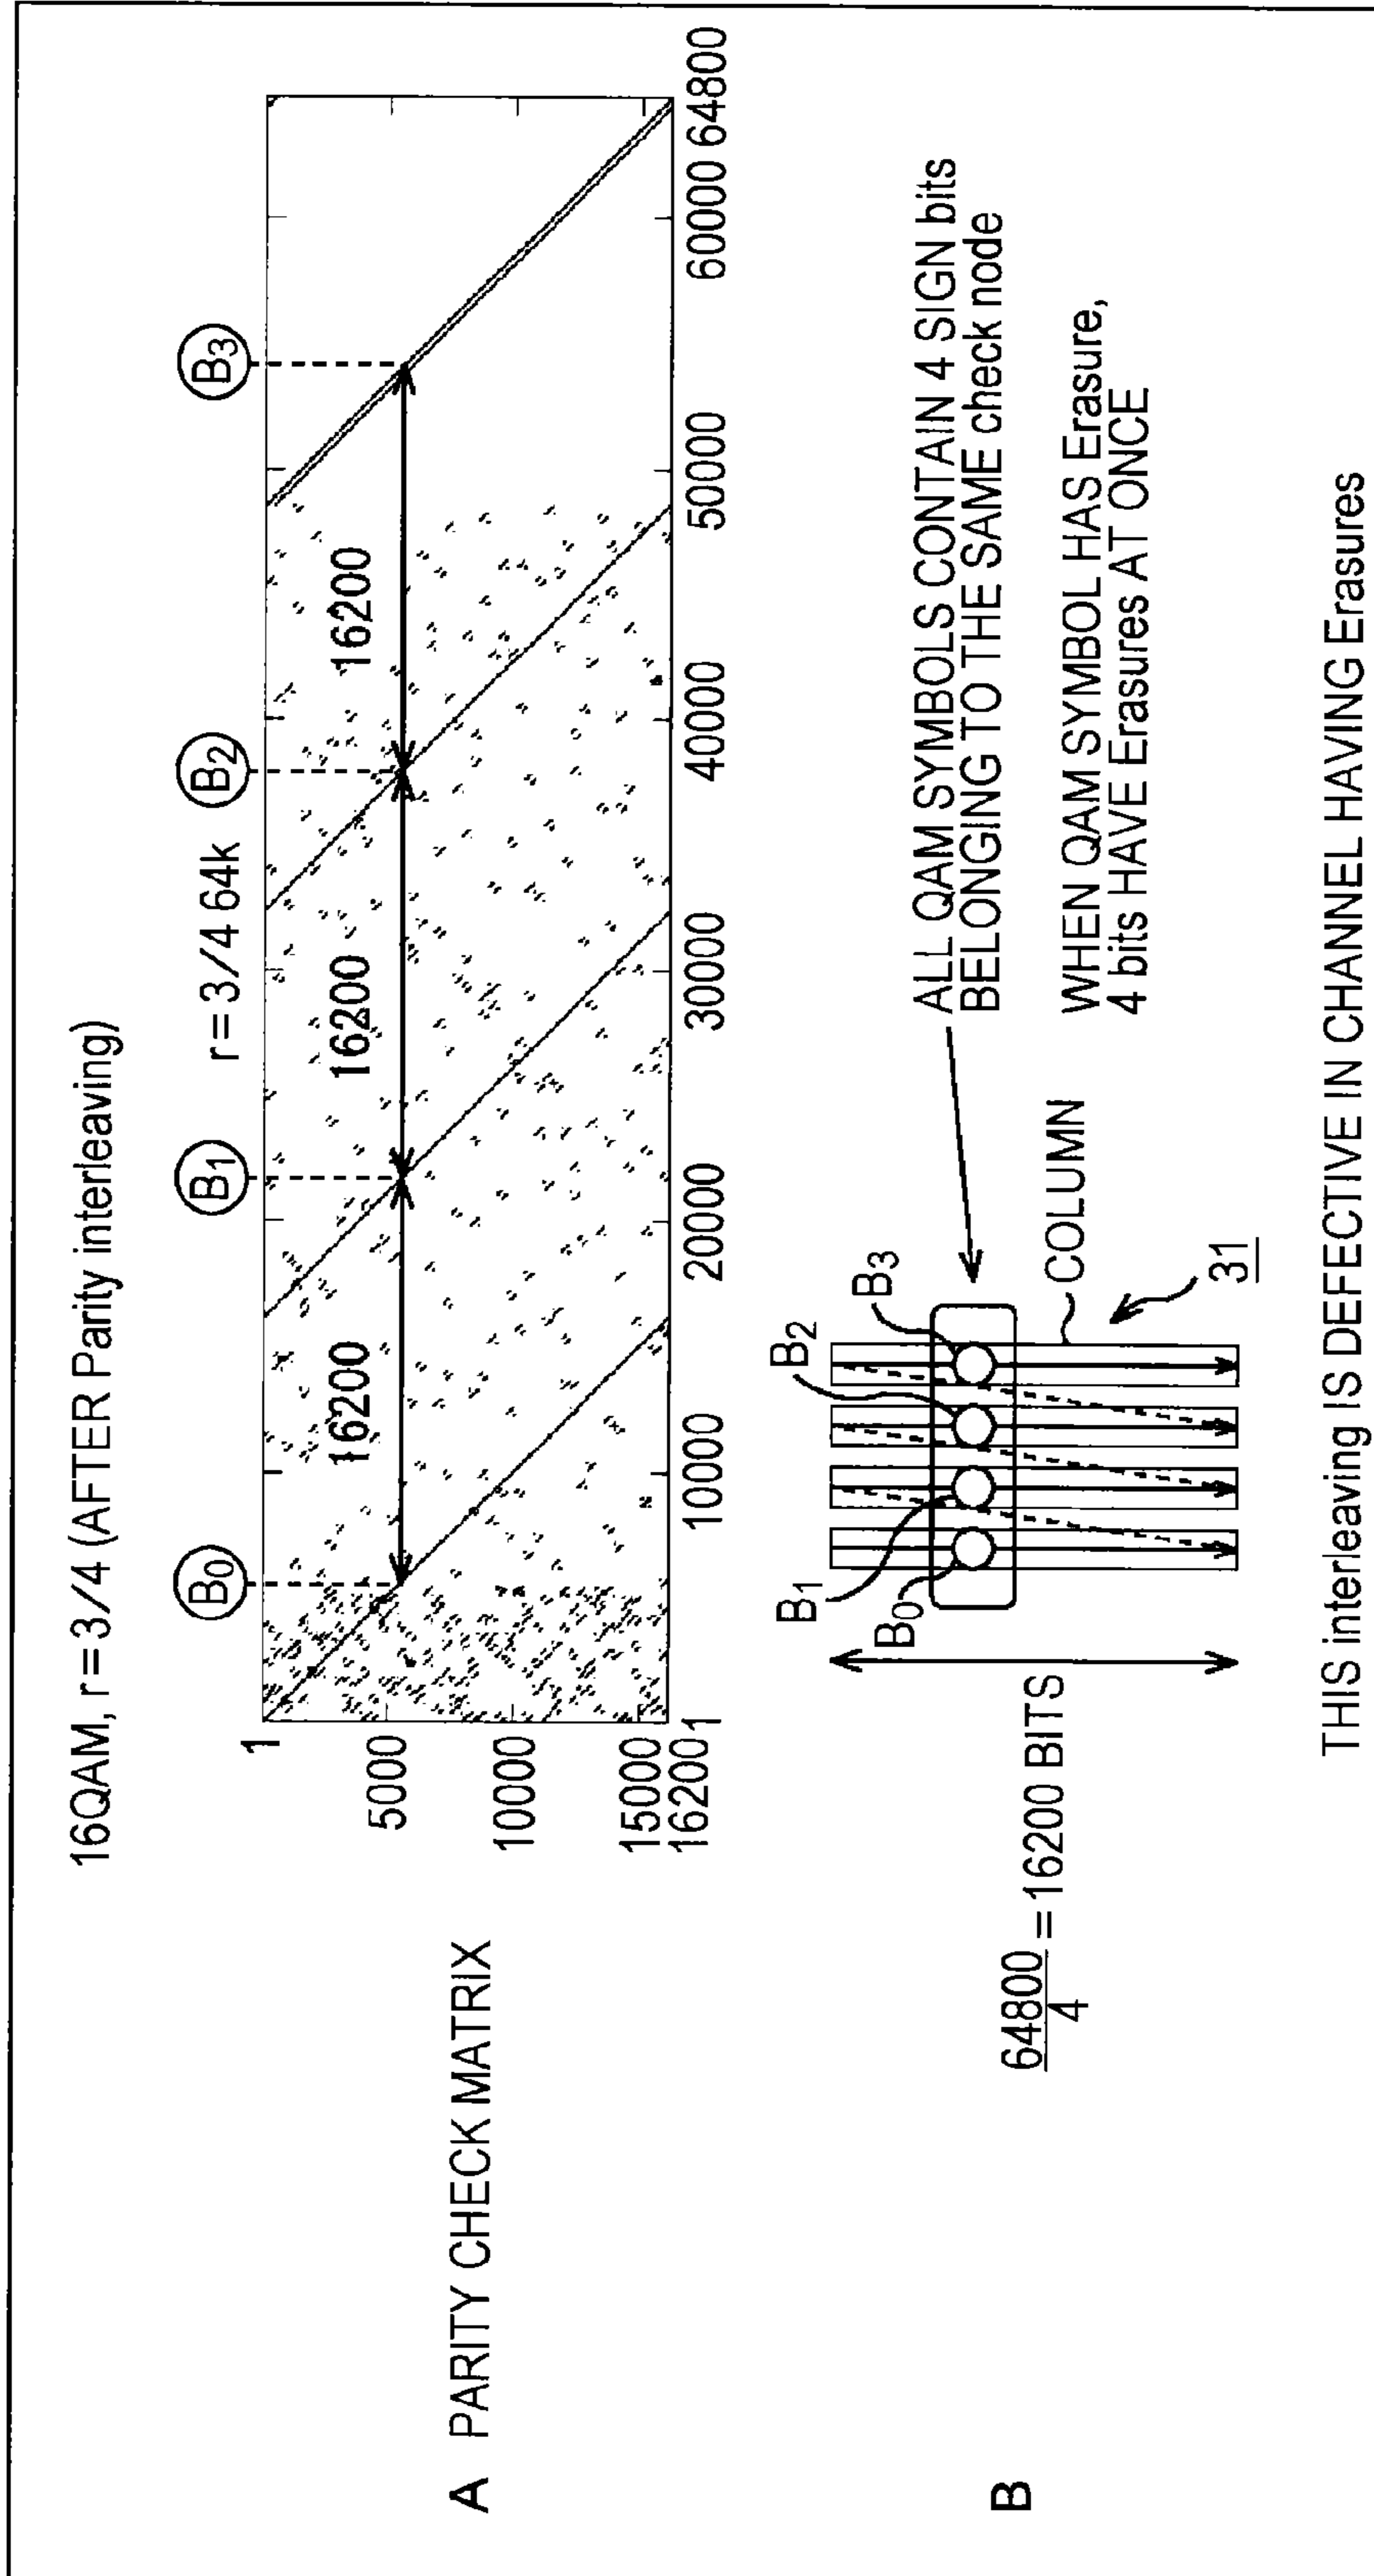 16QAM, r = 3/4 (AFTER Parity interleaving)
r = 3/4 64k
B0
B1
B2
B3
16200
16200
16200
1
5000
10000
15000
16200
1
10000
20000
30000
40000
50000
60000
64800
A PARITY CHECK MATRIX
B
64800
4
= 16200 BITS
B0
B1
B2
B3
COLUMN
31
ALL QAM SYMBOLS CONTAIN 4 SIGN bits
BELONGING TO THE SAME check node
WHEN QAM SYMBOL HAS Erasure,
4 bits HAVE Erasures AT ONCE
THIS interleaving IS DEFECTIVE IN CHANNEL HAVING Erasures